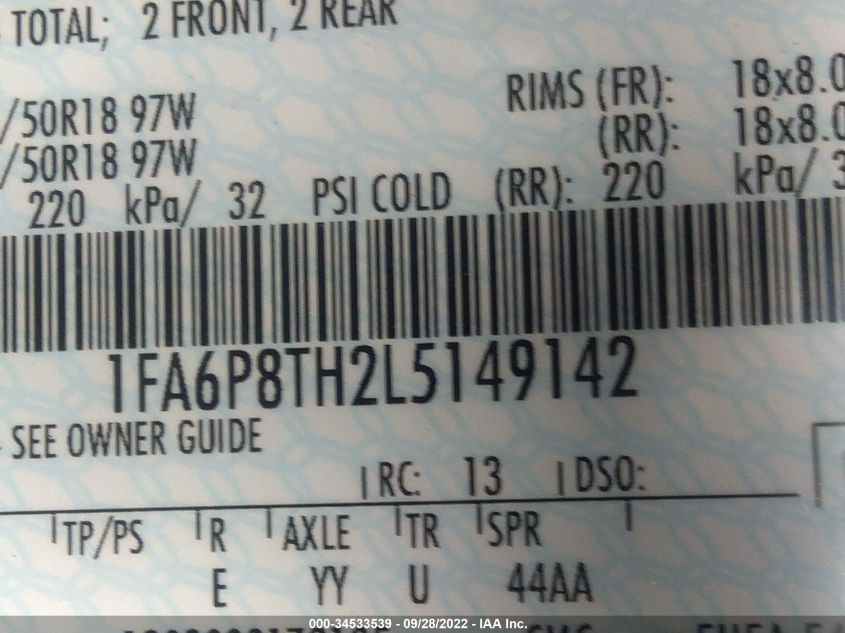 TOTAL; 2 FRONT, 2 REAR
/50R18 97W RIMS (FR): 18x8.0
/50R18 97W (RR): 18x8.0
220 kPa/ 32 PSI COLD (RR): 220 kPa/ 3
1FA6P8TH2L5149142
SEE OWNER GUIDE
RC: 13 DSO:
TP/PS R AXLE TR SPR
E YY U 44AA
000-34533539 - 09/28/2022 - IAA Inc.